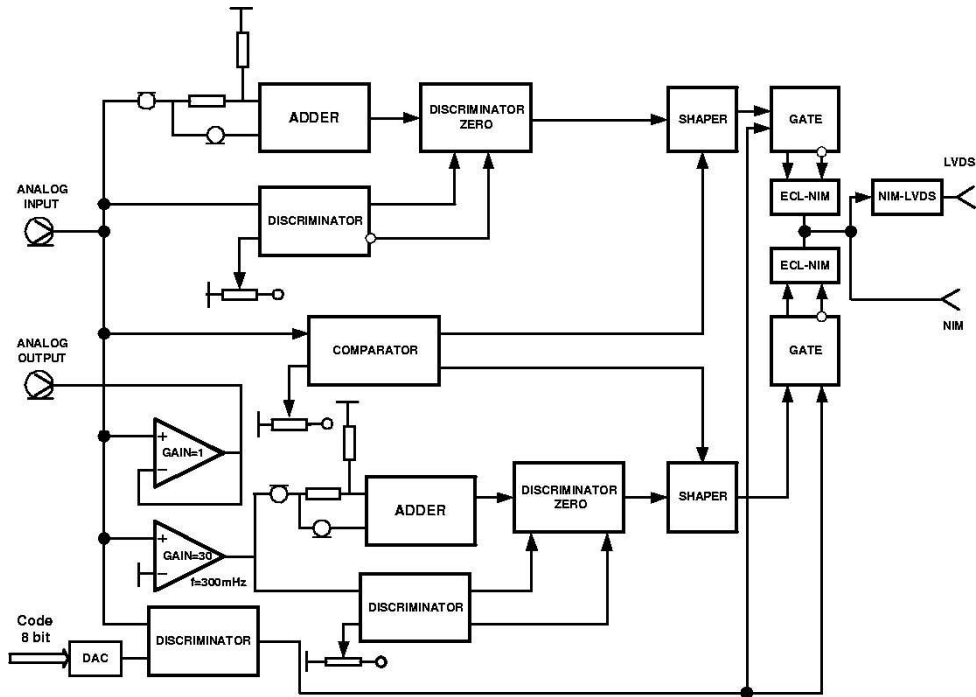 ADDER
DISCRIMINATOR
ZERO
SHAPER
GATE
LVDS
ANALOG
INPUT
DISCRIMINATOR
ECL-NIM
NIM-LVDS
ECL-NIM
NIM
ANALOG
OUTPUT
COMPARATOR
GATE
+
GAIN=1
−
ADDER
DISCRIMINATOR
ZERO
SHAPER
+
GAIN=30
−
f=300mHz
DISCRIMINATOR
Code
8 bit
DAC
DISCRIMINATOR